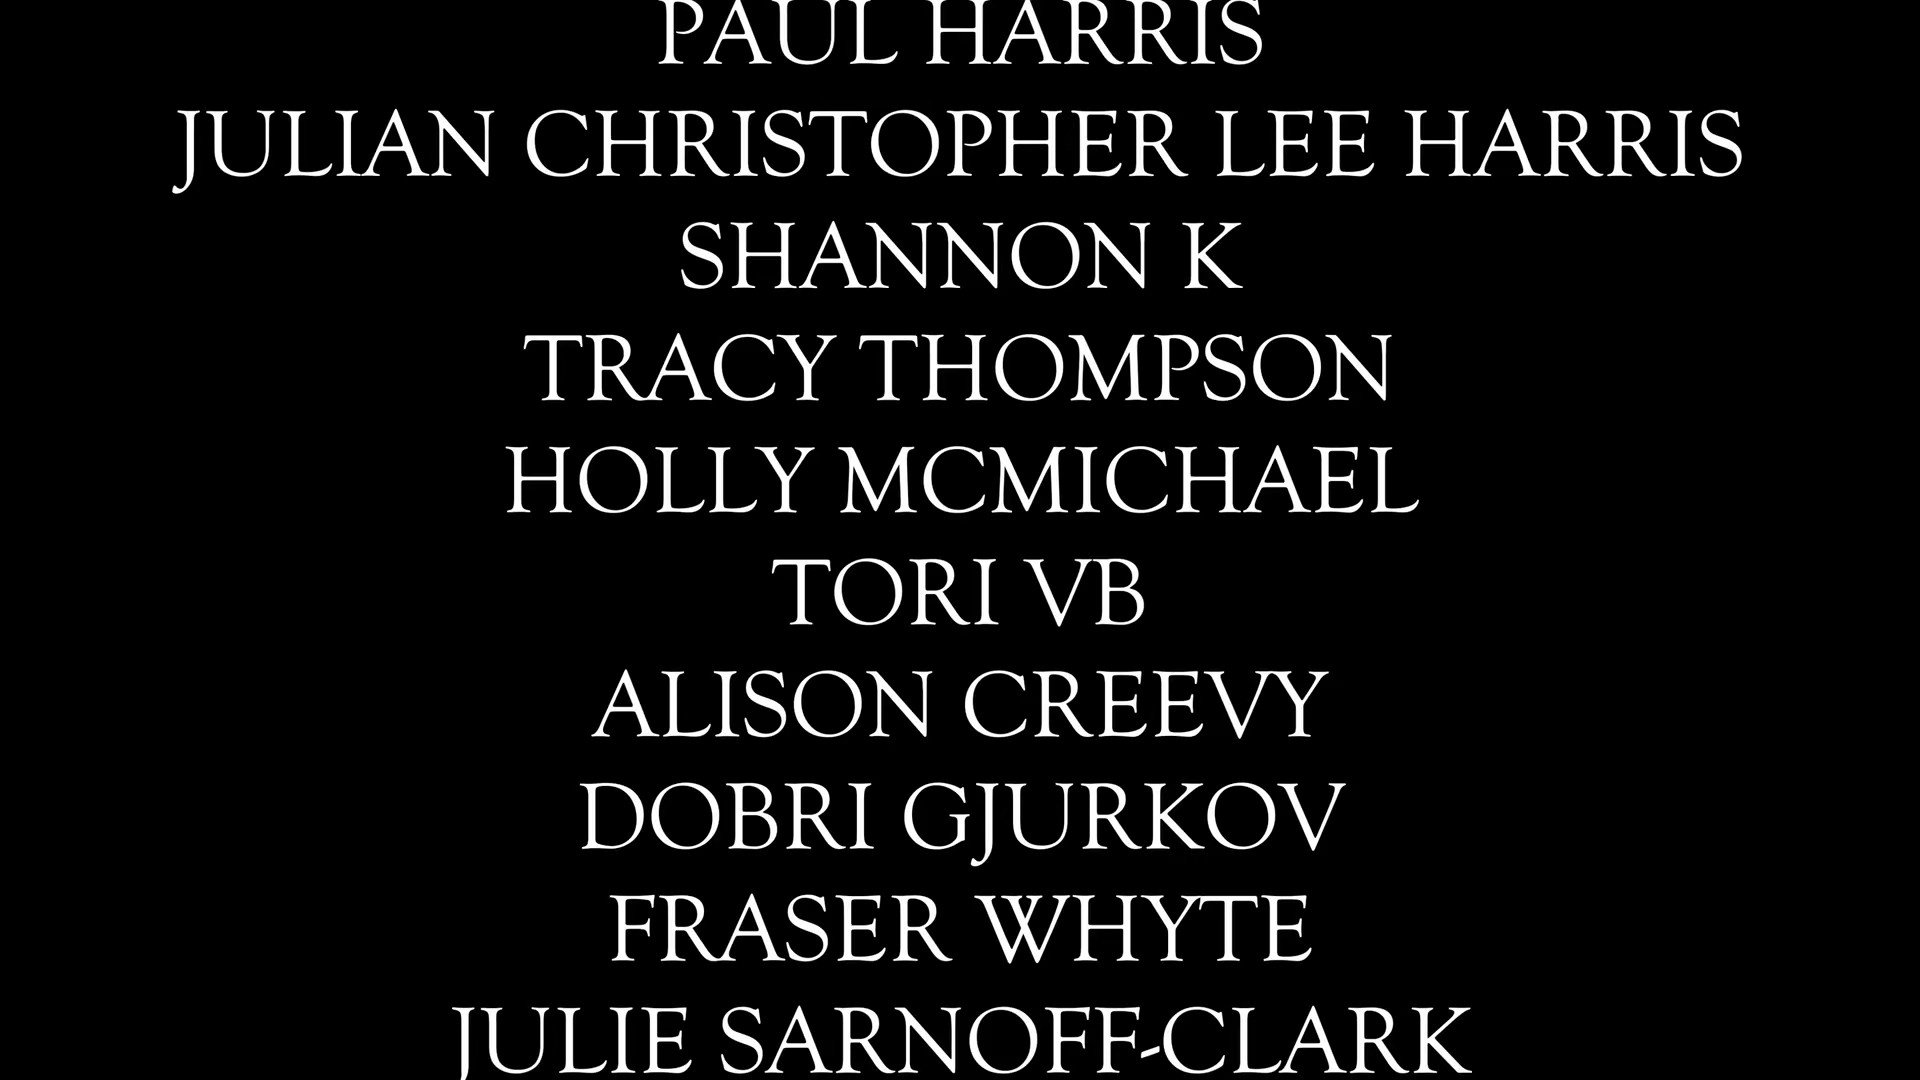 PAUL HARRIS
JULIAN CHRISTOPHER LEE HARRIS
SHANNON K
TRACY THOMPSON
HOLLY MCMICHAEL
TORI VB
ALISON CREEVY
DOBRI GJURKOV
FRASER WHYTE
JULIE SARNOFF-CLARK